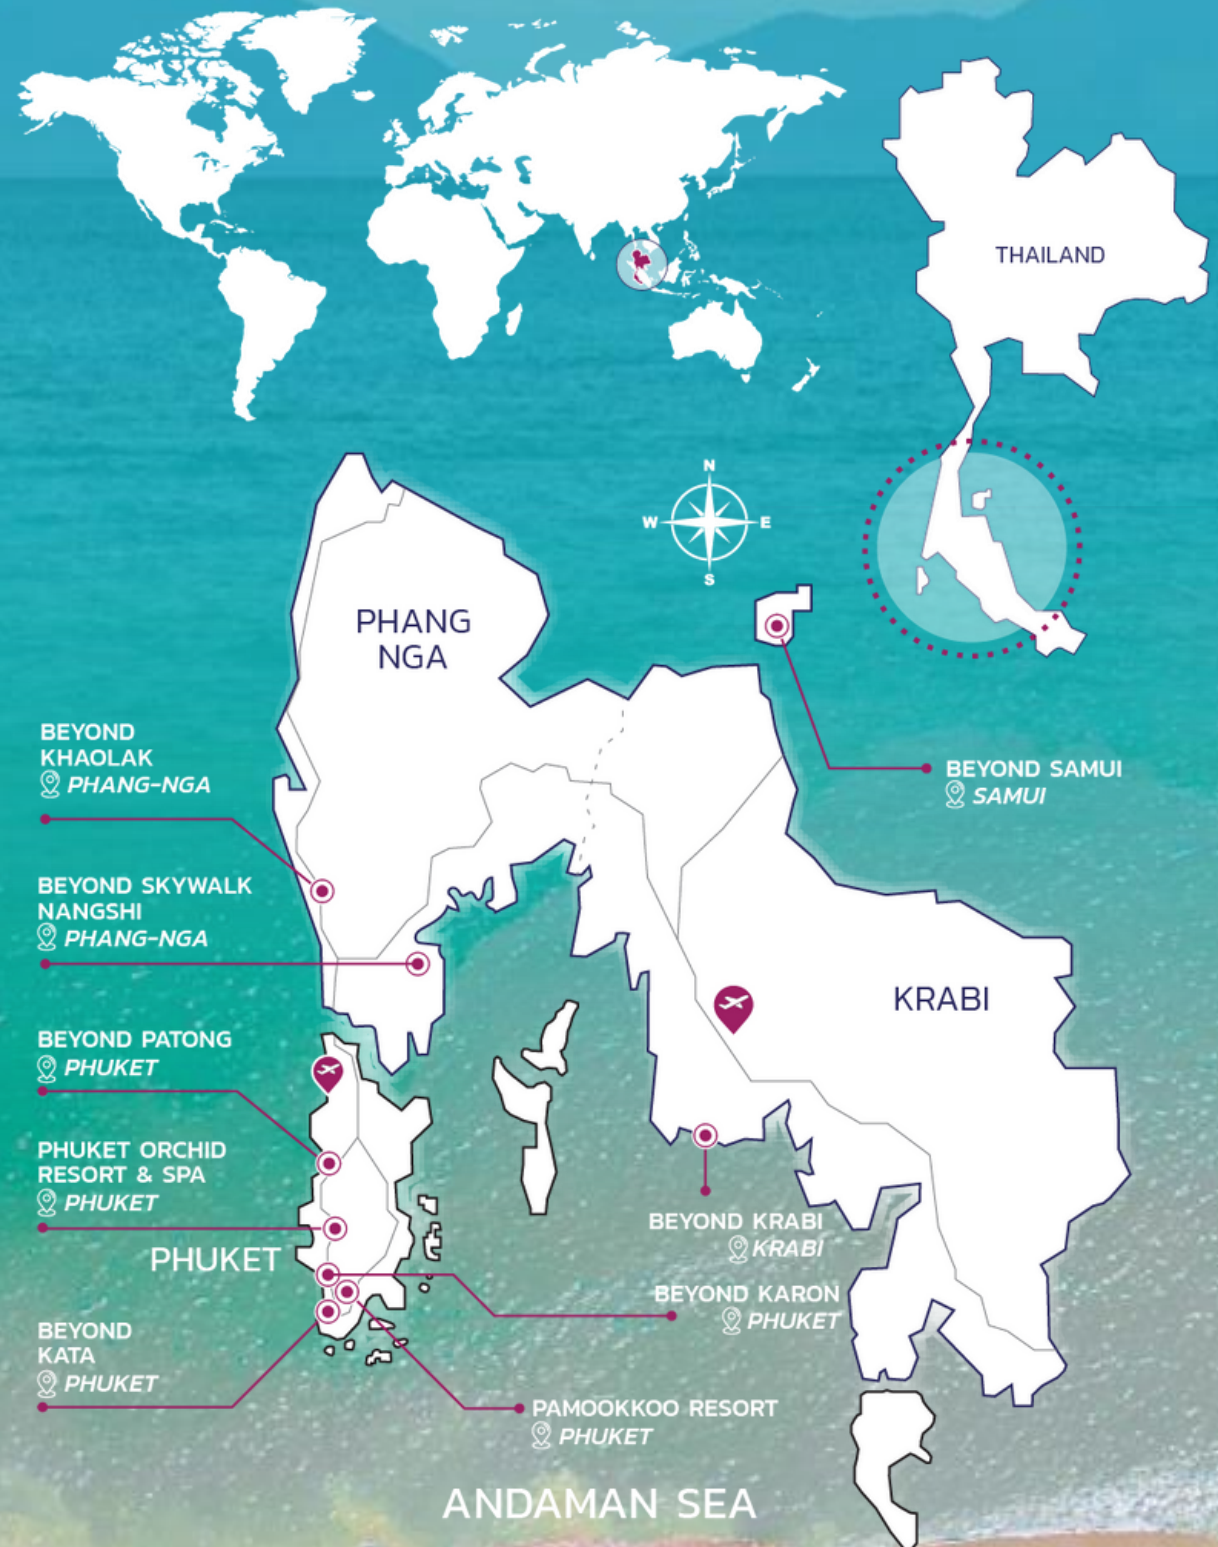 THAILAND
N
W
E
S
PHANG
NGA
BEYOND
KHAOLAK
PHANG-NGA
BEYOND SAMUI
SAMUI
BEYOND SKYWALK
NANGSHI
PHANG-NGA
KRABI
BEYOND PATONG
PHUKET
PHUKET ORCHID
RESORT & SPA
PHUKET
PHUKET
BEYOND KRABI
KRABI
BEYOND KARON
PHUKET
BEYOND
KATA
PHUKET
PAMOOKKOO RESORT
PHUKET
ANDAMAN SEA